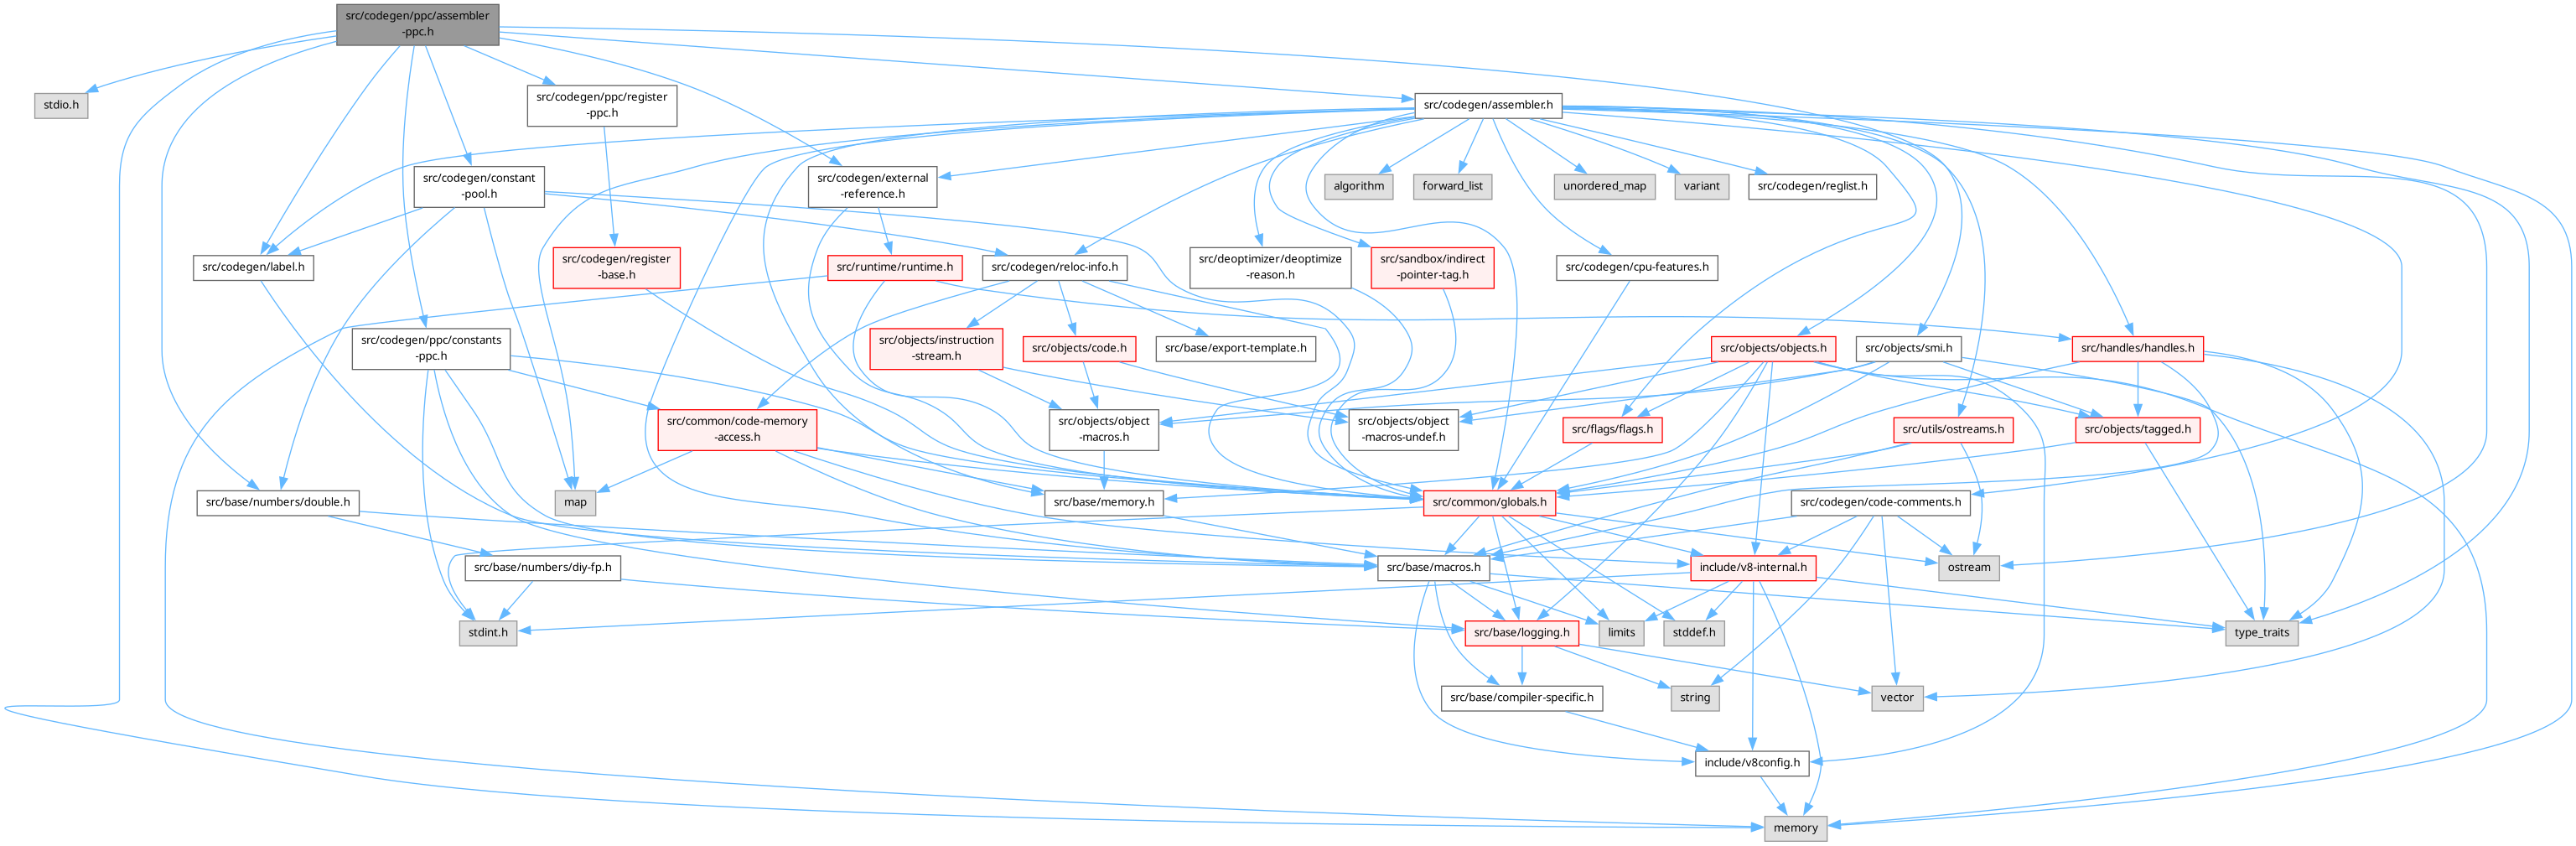 src/codegen/ppc/assembler
-ppc.h
stdio.h
src/codegen/ppc/register
-ppc.h
src/codegen/assembler.h
src/codegen/constant
-pool.h
src/codegen/external
-reference.h
algorithm
forward_list
unordered_map
variant
src/codegen/reglist.h
src/codegen/label.h
src/codegen/register
-base.h
src/runtime/runtime.h
src/codegen/reloc-info.h
src/deoptimizer/deoptimize
-reason.h
src/sandbox/indirect
-pointer-tag.h
src/codegen/cpu-features.h
src/codegen/ppc/constants
-ppc.h
src/objects/instruction
-stream.h
src/objects/code.h
src/base/export-template.h
src/objects/objects.h
src/objects/smi.h
src/handles/handles.h
src/common/code-memory
-access.h
src/objects/object
-macros.h
src/objects/object
-macros-undef.h
src/flags/flags.h
src/utils/ostreams.h
src/objects/tagged.h
src/base/numbers/double.h
map
src/base/memory.h
src/common/globals.h
src/codegen/code-comments.h
src/base/numbers/diy-fp.h
src/base/macros.h
include/v8-internal.h
ostream
stdint.h
src/base/logging.h
limits
stddef.h
type_traits
src/base/compiler-specific.h
string
vector
include/v8config.h
memory